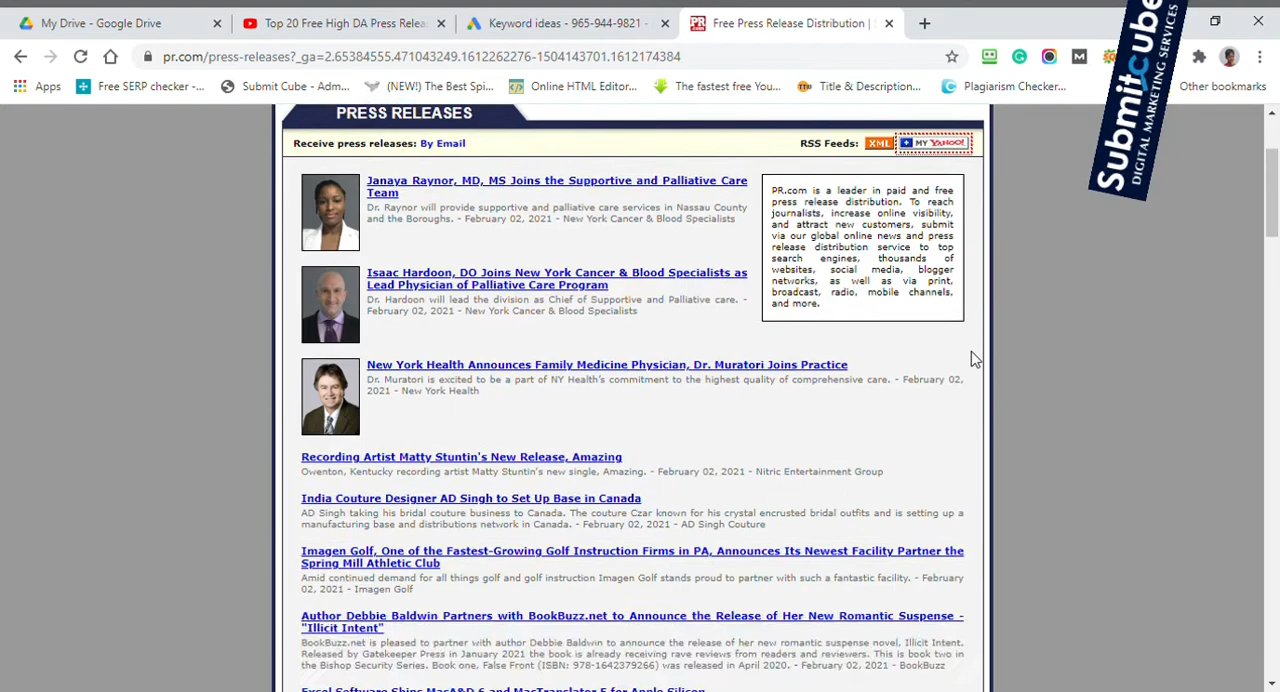 My Drive - Google Drive
Top 20 Free High DA Press Relea
Keyword ideas - 965-944-9821 -
PR
Free Press Release Distribution |
pr.com/press-releases?_ga=2.65384555.471043249.1612262276-1504143701.1612174384
Apps
Free SERP checker -...
Submit Cube - Adm...
(NEW!) The Best Spi...
Online HTML Editor...
The fastest free You...
Title & Description...
Plagiarism Checker...
Other bookmarks
Submitcube
DIGITAL MARKETING SERVICES
PRESS RELEASES
Receive press releases: By Email
RSS Feeds: XML + MY YAHOO!
Janaya Raynor, MD, MS Joins the Supportive and Palliative Care
Team
Dr. Raynor will provide supportive and palliative care services in Nassau County
and the Boroughs. - February 02, 2021 - New York Cancer & Blood Specialists
PR.com is a leader in paid and free
press release distribution. To reach
journalists, increase online visibility,
and attract new customers, submit
via our global online news and press
release distribution service to top
search engines, thousands of
websites, social media, blogger
networks, as well as via print,
broadcast, radio, mobile channels,
and more.
Isaac Hardoon, DO Joins New York Cancer & Blood Specialists as
Lead Physician of Palliative Care Program
Dr. Hardoon will lead the division as Chief of Supportive and Palliative care. -
February 02, 2021 - New York Cancer & Blood Specialists
New York Health Announces Family Medicine Physician, Dr. Muratori Joins Practice
Dr. Muratori is excited to be a part of NY Health's commitment to the highest quality of comprehensive care. - February 02,
2021 - New York Health
Recording Artist Matty Stuntin's New Release, Amazing
Owenton, Kentucky recording artist Matty Stuntin's new single, Amazing. - February 02, 2021 - Nitric Entertainment Group
India Couture Designer AD Singh to Set Up Base in Canada
AD Singh taking his bridal couture business to Canada. The couture Czar known for his crystal encrusted bridal outfits and is setting up a
manufacturing base and distributions network in Canada. - February 02, 2021 - AD Singh Couture
Imagen Golf, One of the Fastest-Growing Golf Instruction Firms in PA, Announces Its Newest Facility Partner the
Spring Mill Athletic Club
Amid continued demand for all things golf and golf instruction Imagen Golf stands proud to partner with such a fantastic facility. - February
02, 2021 - Imagen Golf
Author Debbie Baldwin Partners with BookBuzz.net to Announce the Release of Her New Romantic Suspense -
"Illicit Intent"
BookBuzz.net is pleased to partner with author Debbie Baldwin to announce the release of her new romantic suspense novel, Illicit Intent.
Released by Gatekeeper Press in January 2021 the book is already receiving rave reviews from readers and reviewers. This is book two in
the Bishop Security Series. Book one, False Front (ISBN: 978-1642379266) was released in April 2020. - February 02, 2021 - BookBuzz
Excel Software Ships MacA&D 6 and MacTranslator 5 for Apple Silicon